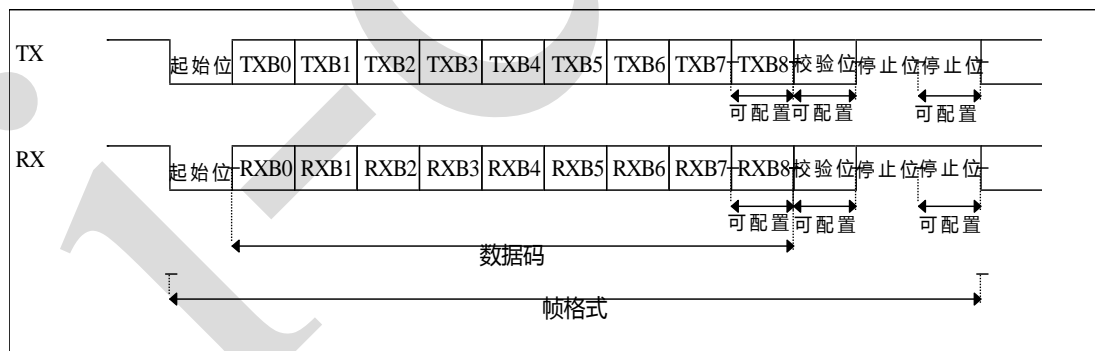 TX 起始位 TXB0 TXB1 TXB2 TXB3 TXB4 TXB5 TXB6 TXB7 TXB8 校验位 停止位 停止位
可配置 可配置 可配置
RX 起始位 RXB0 RXB1 RXB2 RXB3 RXB4 RXB5 RXB6 RXB7 RXB8 校验位 停止位 停止位
可配置 可配置 可配置
数据码
帧格式